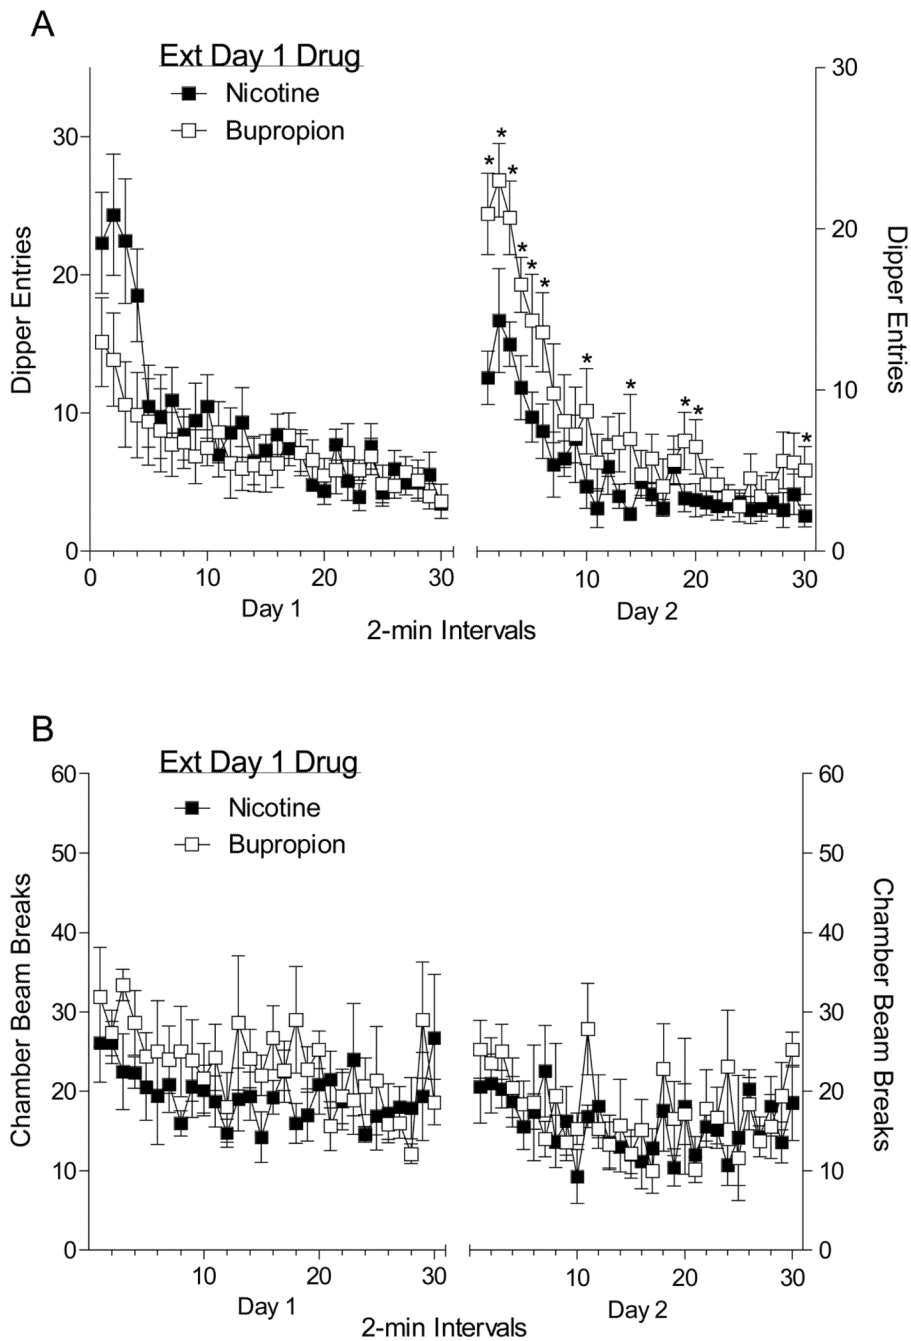 A
Ext Day 1 Drug
Nicotine
Bupropion
30
20
10
0
Dipper Entries
0 10 20 30
Day 1
* * * * * * * * * * *
30
20
10
0
Dipper Entries
10 20 30
Day 2
2-min Intervals
B
Ext Day 1 Drug
Nicotine
Bupropion
60
50
40
30
20
10
0
Chamber Beam Breaks
10 20 30
Day 1
60
50
40
30
20
10
0
Chamber Beam Breaks
10 20 30
Day 2
2-min Intervals